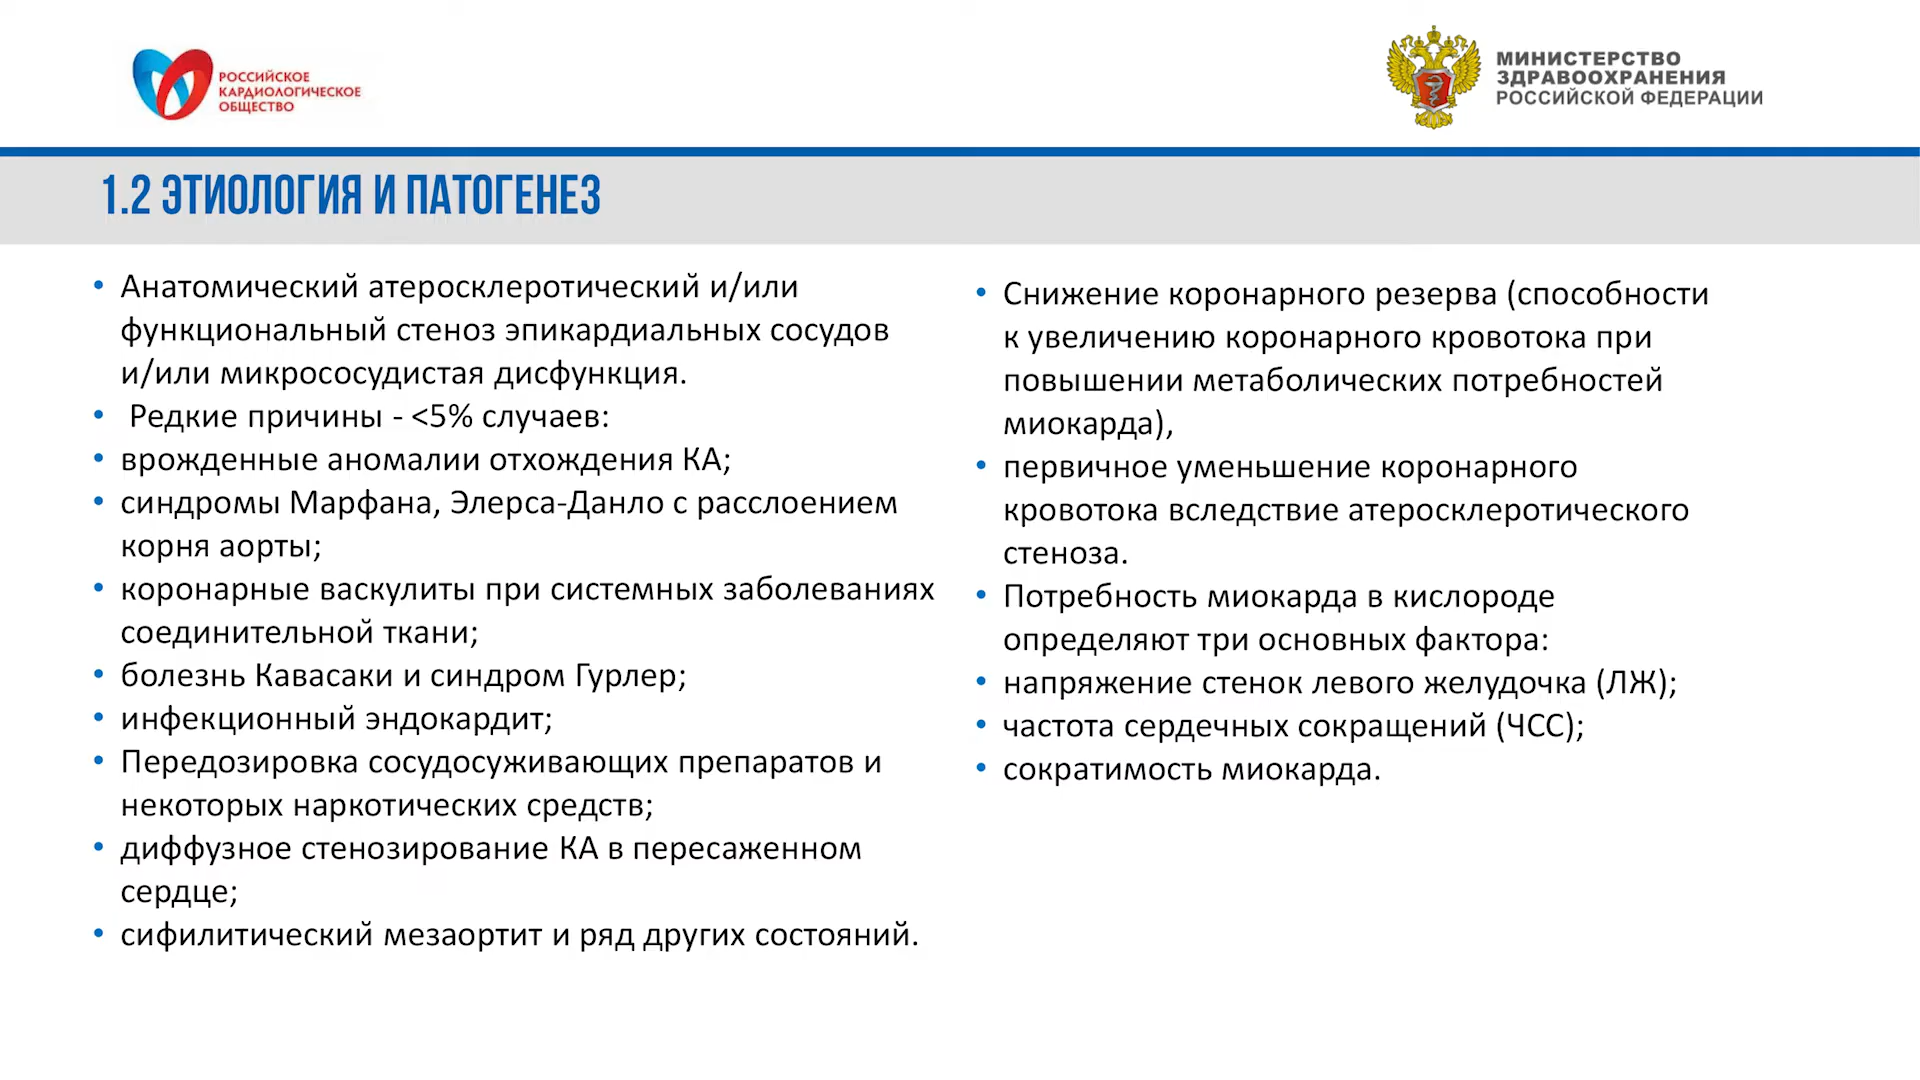 РОССИЙСКОЕ
КАРДИОЛОГИЧЕСКОЕ
ОБЩЕСТВО
МИНИСТЕРСТВО
ЗДРАВООХРАНЕНИЯ
РОССИЙСКОЙ ФЕДЕРАЦИИ
1.2 ЭТИОЛОГИЯ И ПАТОГЕНЕЗ
• Анатомический атеросклеротический и/или
функциональный стеноз эпикардиальных сосудов
и/или микрососудистая дисфункция.
• Редкие причины - <5% случаев:
• врожденные аномалии отхождения КА;
• синдромы Марфана, Элерса-Данло с расслоением
корня аорты;
• коронарные васкулиты при системных заболеваниях
соединительной ткани;
• болезнь Кавасаки и синдром Гурлер;
• инфекционный эндокардит;
• Передозировка сосудосуживающих препаратов и
некоторых наркотических средств;
• диффузное стенозирование КА в пересаженном
сердце;
• сифилитический мезаортит и ряд других состояний.
• Снижение коронарного резерва (способности
к увеличению коронарного кровотока при
повышении метаболических потребностей
миокарда),
• первичное уменьшение коронарного
кровотока вследствие атеросклеротического
стеноза.
• Потребность миокарда в кислороде
определяют три основных фактора:
• напряжение стенок левого желудочка (ЛЖ);
• частота сердечных сокращений (ЧСС);
• сократимость миокарда.